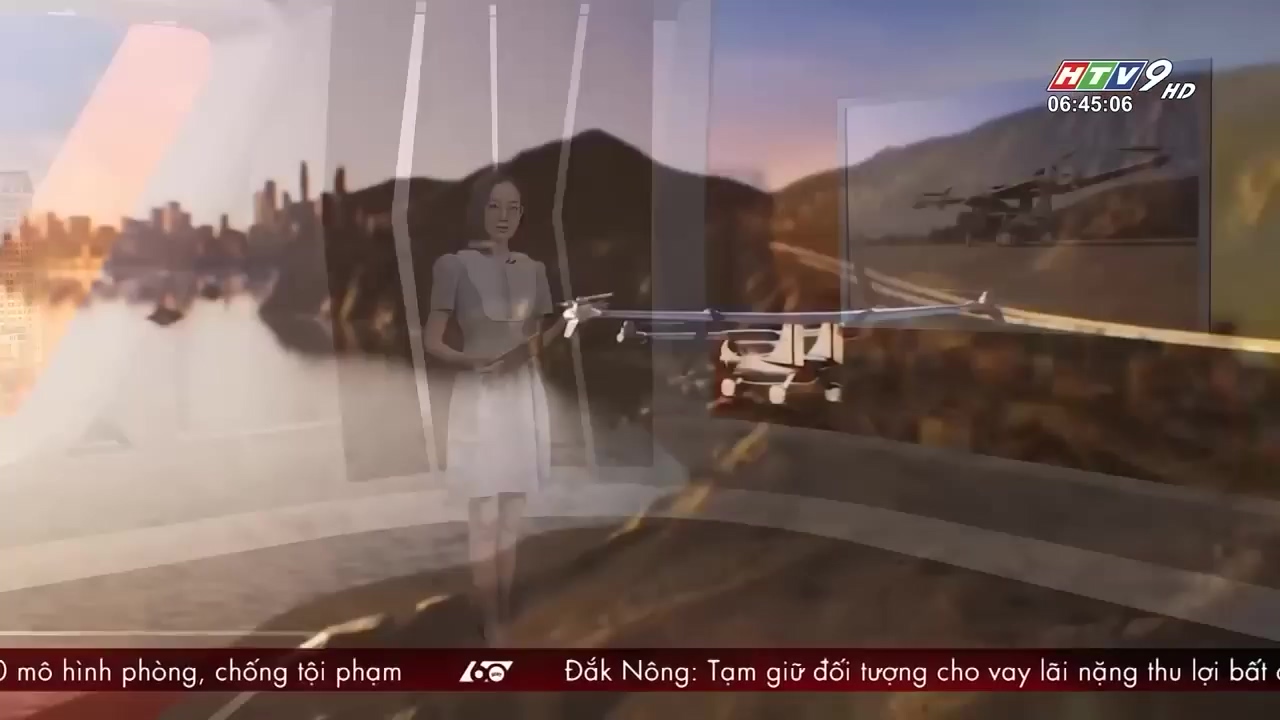 HTV9 HD
06:45:06
mô hình phòng, chống tội phạm
60
Đắk Nông: Tạm giữ đối tượng cho vay lãi nặng thu lợi bất